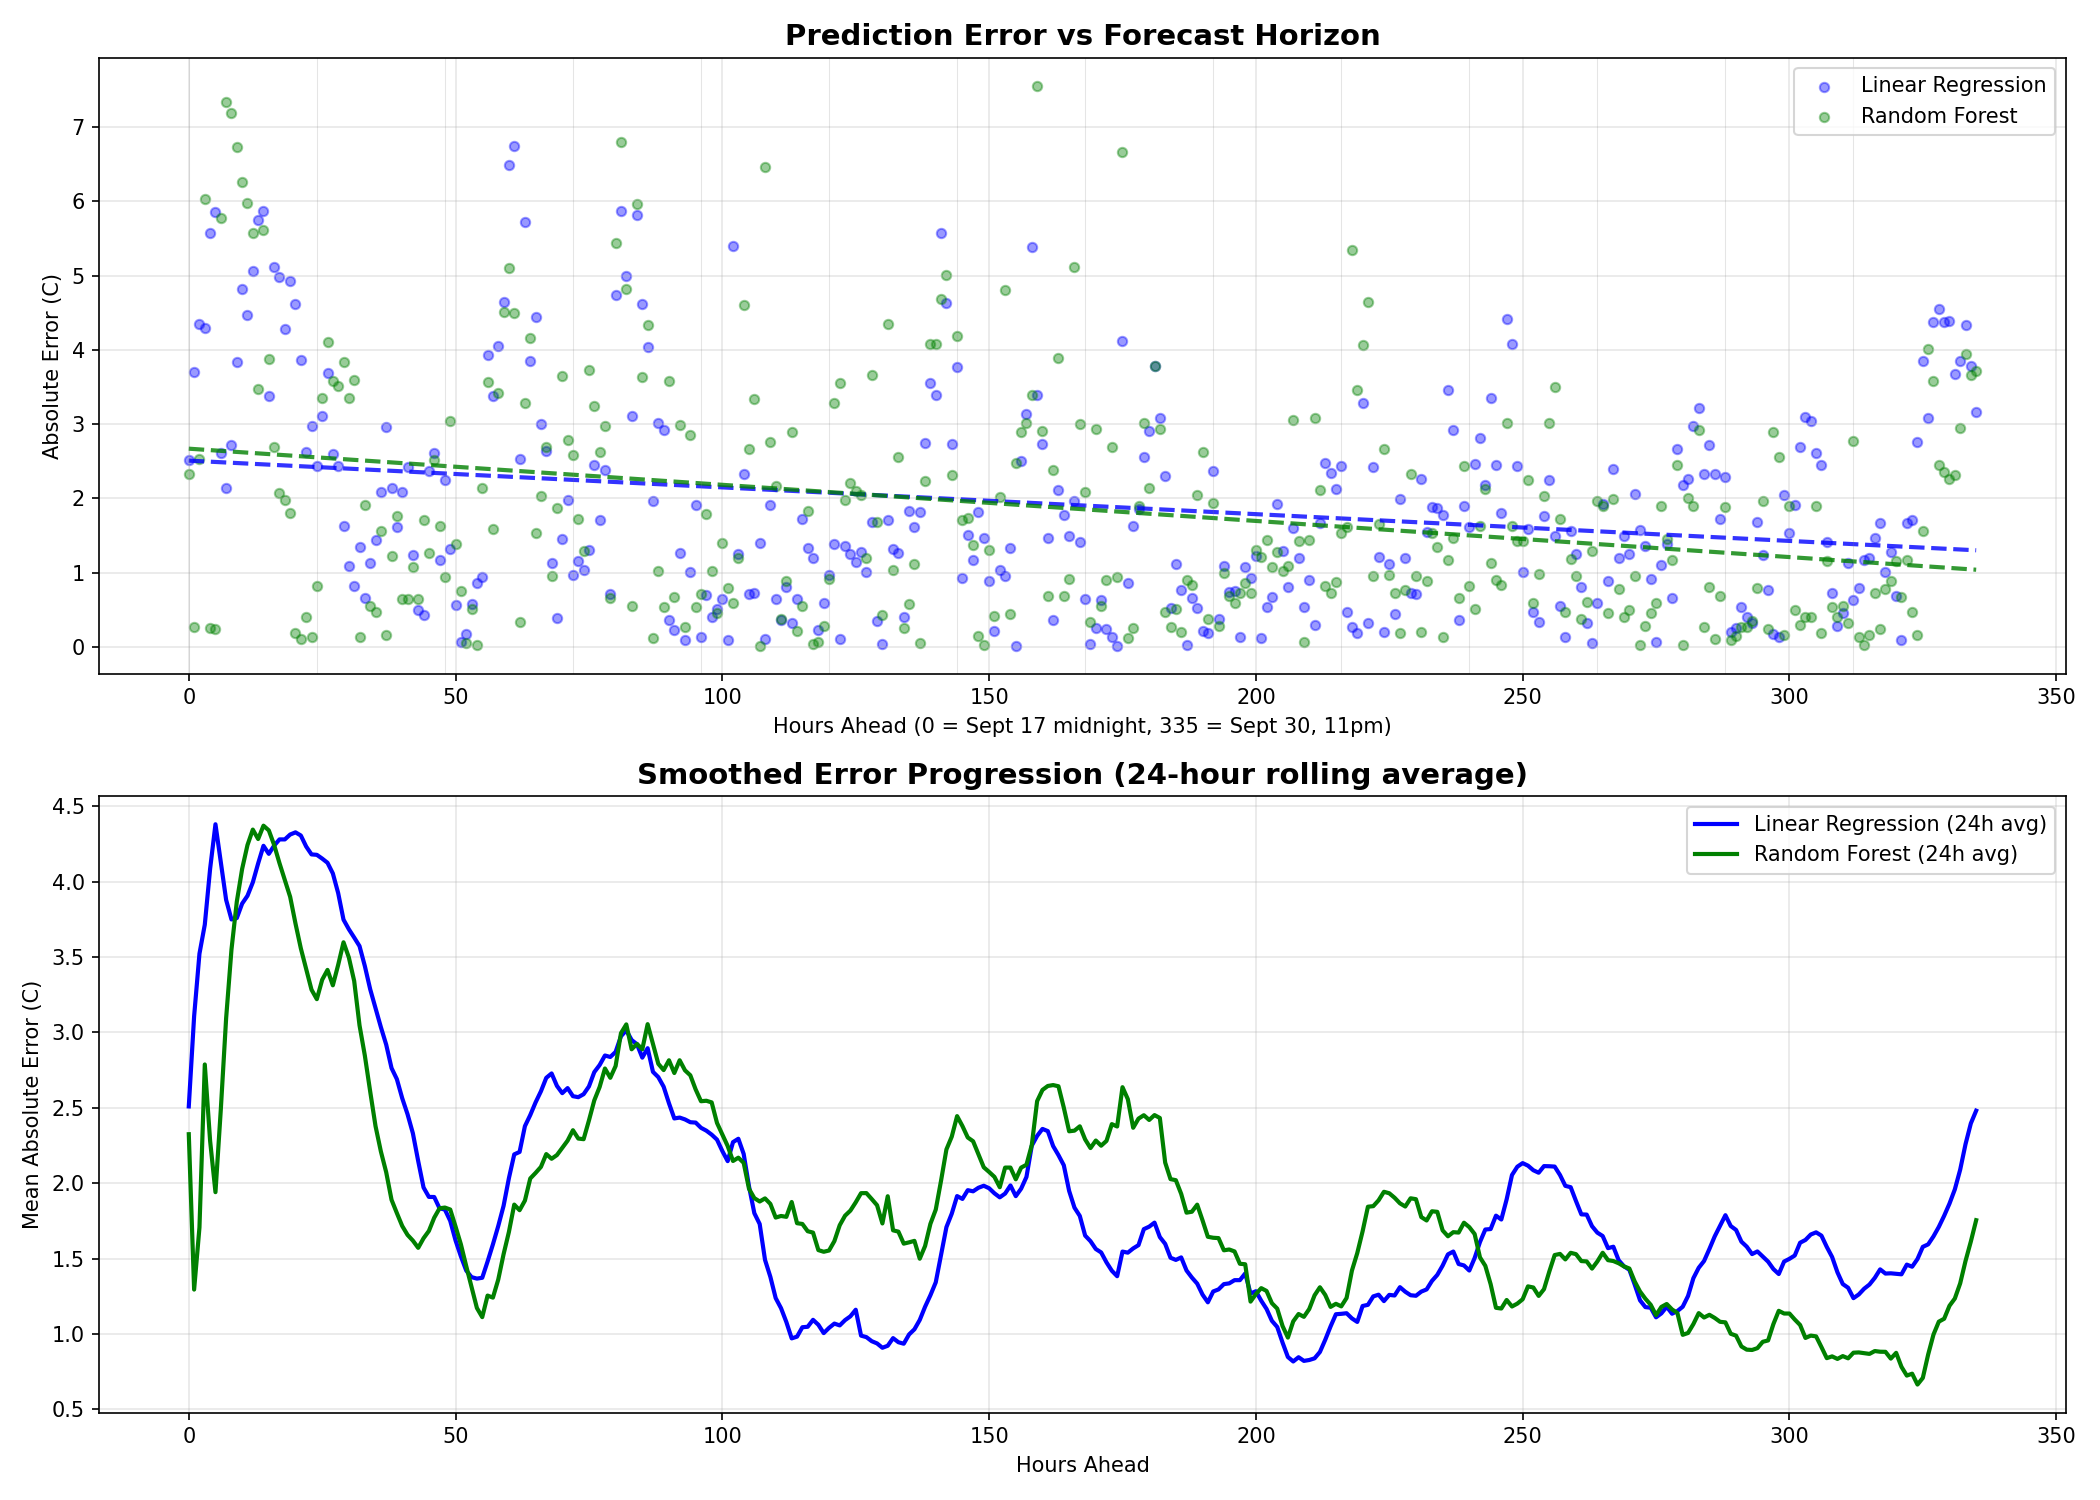 Prediction Error vs Forecast Horizon
Linear Regression
Random Forest
Absolute Error (C)
7
6
5
4
3
2
1
0
0 50 100 150 200 250 300 350
Hours Ahead (0 = Sept 17 midnight, 335 = Sept 30, 11pm)
Smoothed Error Progression (24-hour rolling average)
Linear Regression (24h avg)
Random Forest (24h avg)
Mean Absolute Error (C)
4.5
4.0
3.5
3.0
2.5
2.0
1.5
1.0
0.5
0 50 100 150 200 250 300 350
Hours Ahead